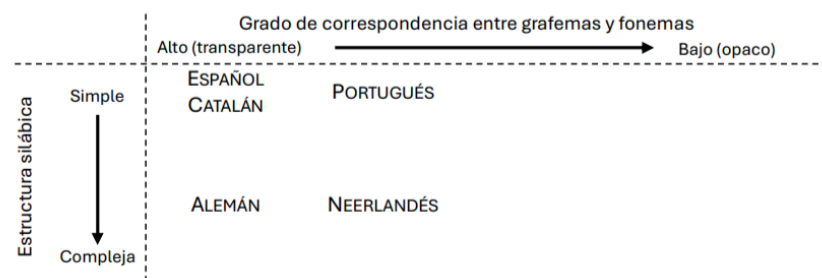 Grado de correspondencia entre grafemas y fonemas
Alto (transparente) Bajo (opaco)
Estructura silábica
Simple
ESPAÑOL
CATALÁN
PORTUGUÉS
ALEMÁN NEERLANDÉS
Compleja